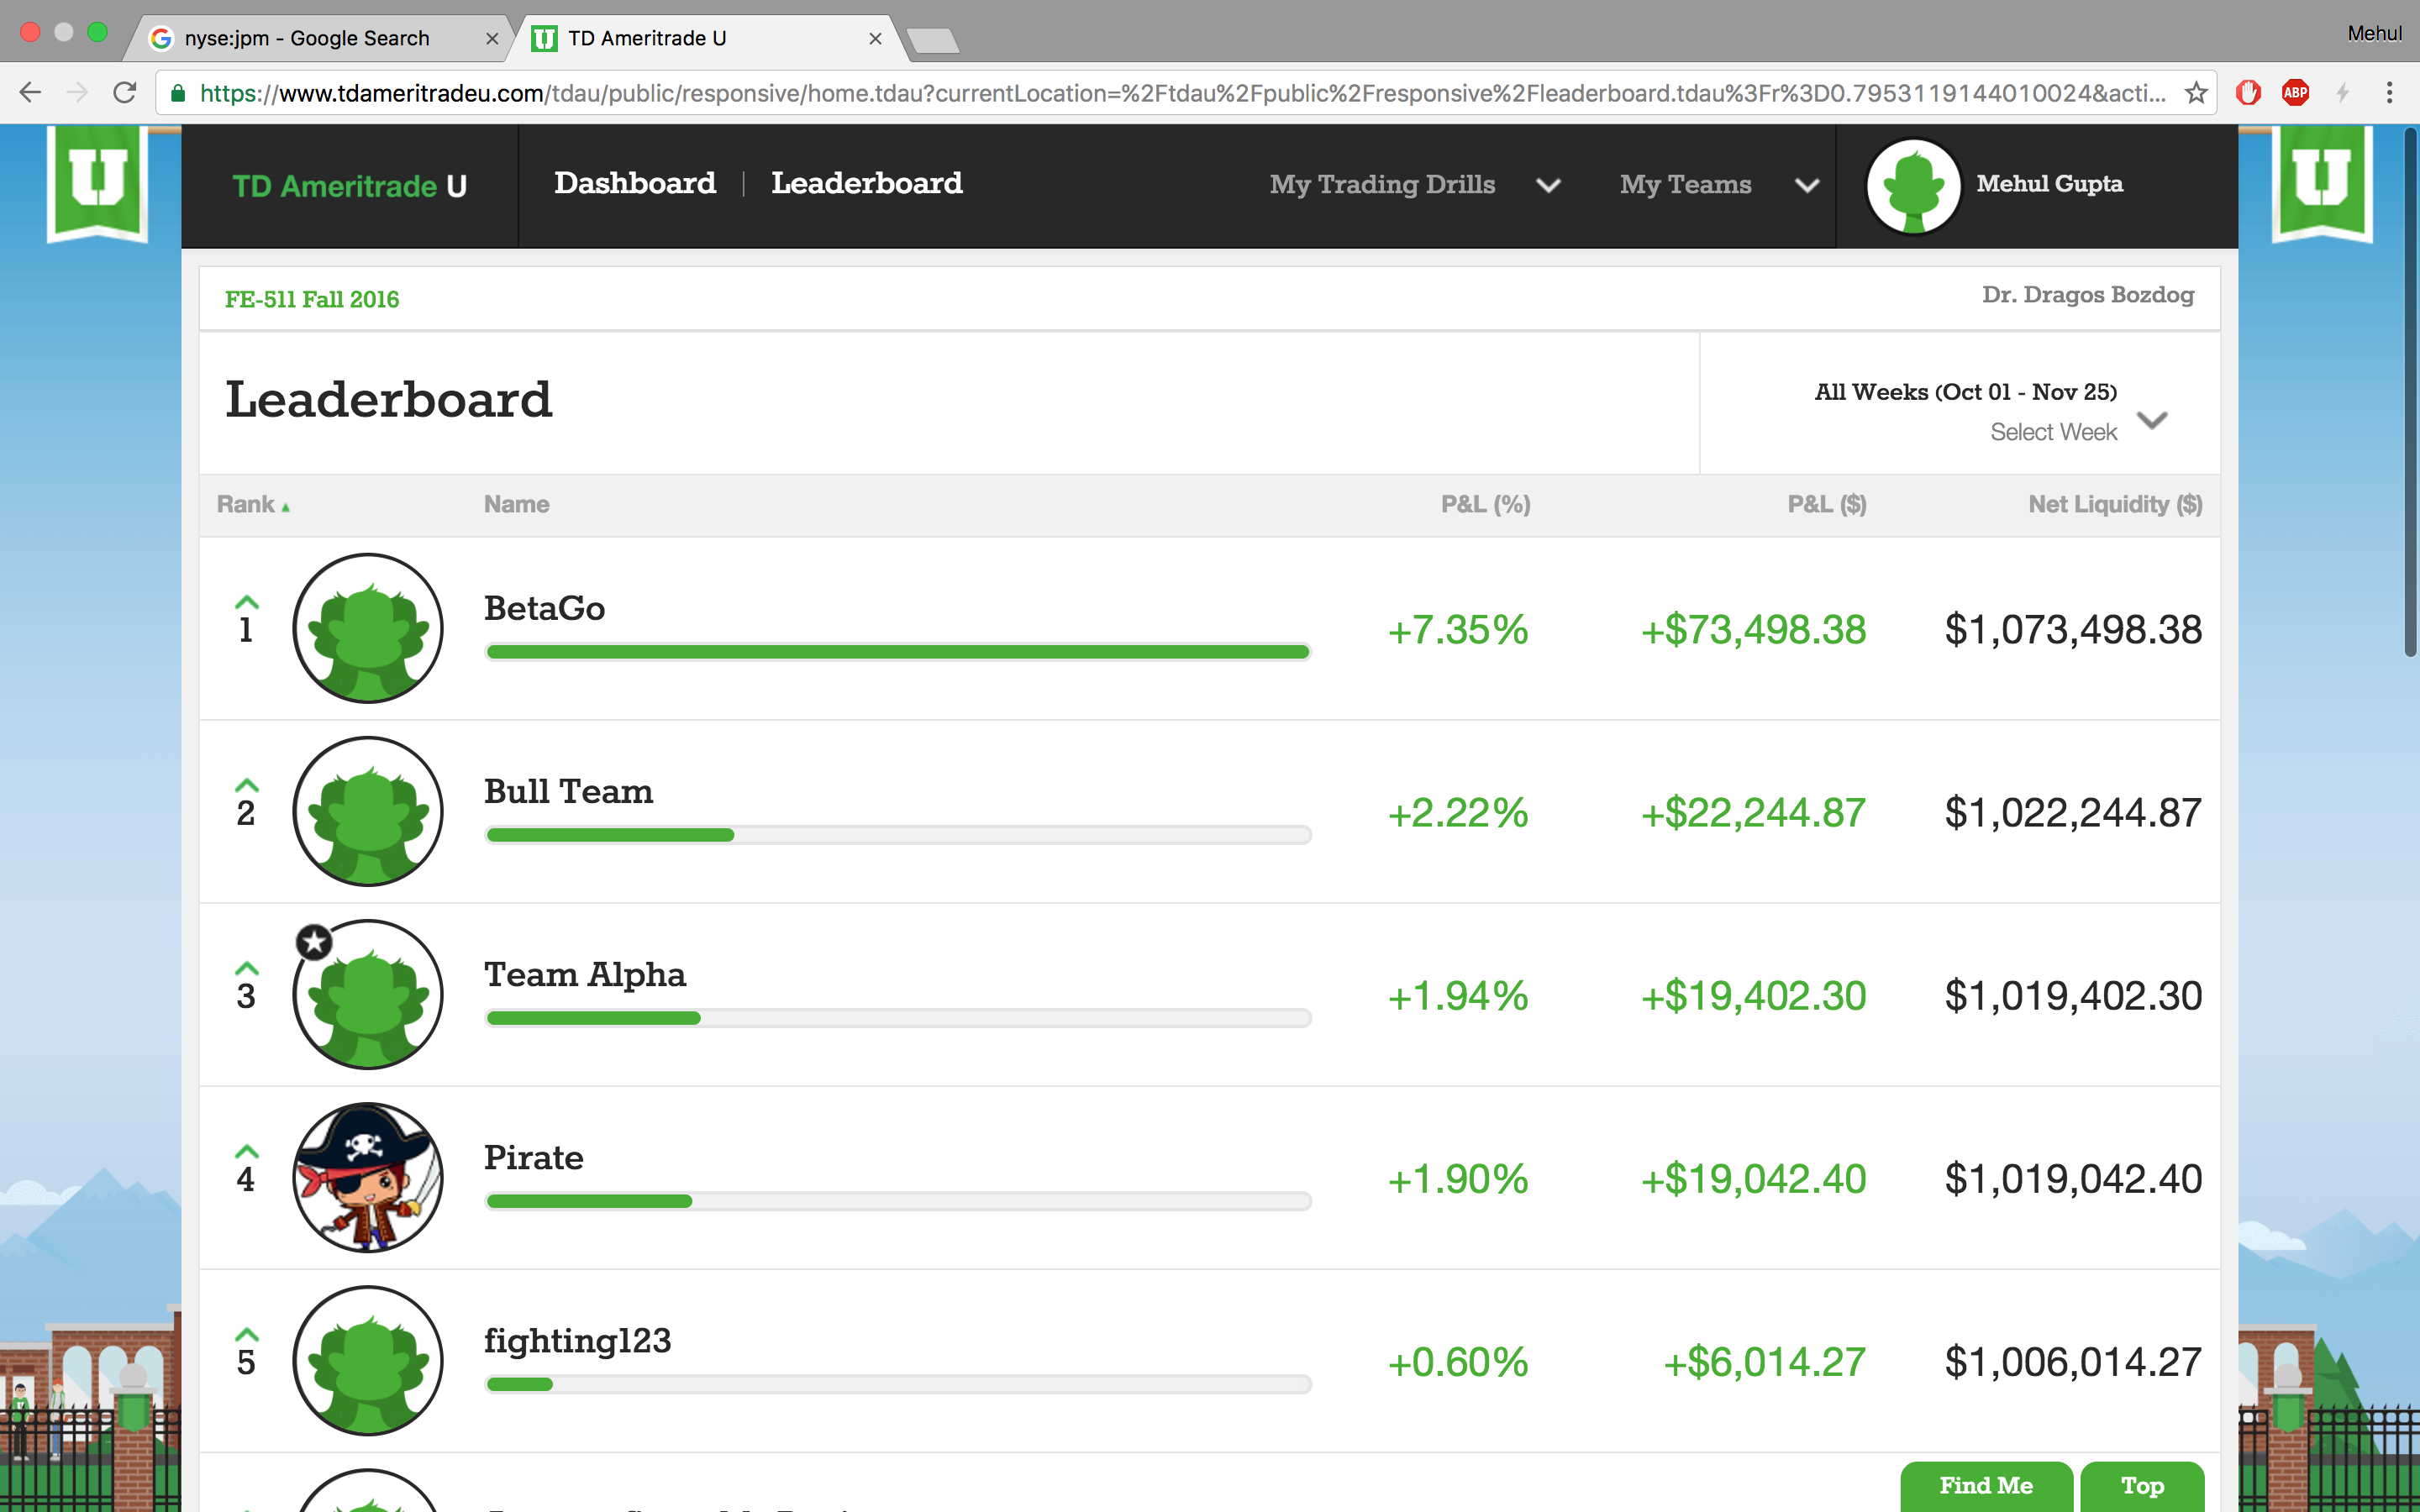 nyse:jpm - Google Search
TD Ameritrade U
Mehul
https://www.tdameritradeu.com/tdau/public/responsive/home.tdau?currentLocation=%2Ftdau%2Fpublic%2Fresponsive%2Fleaderboard.tdau%3Fr%3D0.7953119144010024&acti...
ABP
U
U
TD Ameritrade U
Dashboard | Leaderboard
My Trading Drills
My Teams
Mehul Gupta
FE-511 Fall 2016
Dr. Dragos Bozdog
Leaderboard
All Weeks (Oct 01 - Nov 25)
Select Week
Rank Name P&L (%) P&L ($) Net Liquidity ($)
1 BetaGo +7.35% +$73,498.38 $1,073,498.38
2 Bull Team +2.22% +$22,244.87 $1,022,244.87
3 Team Alpha +1.94% +$19,402.30 $1,019,402.30
4 Pirate +1.90% +$19,042.40 $1,019,042.40
5 fighting123 +0.60% +$6,014.27 $1,006,014.27
Find Me
Top